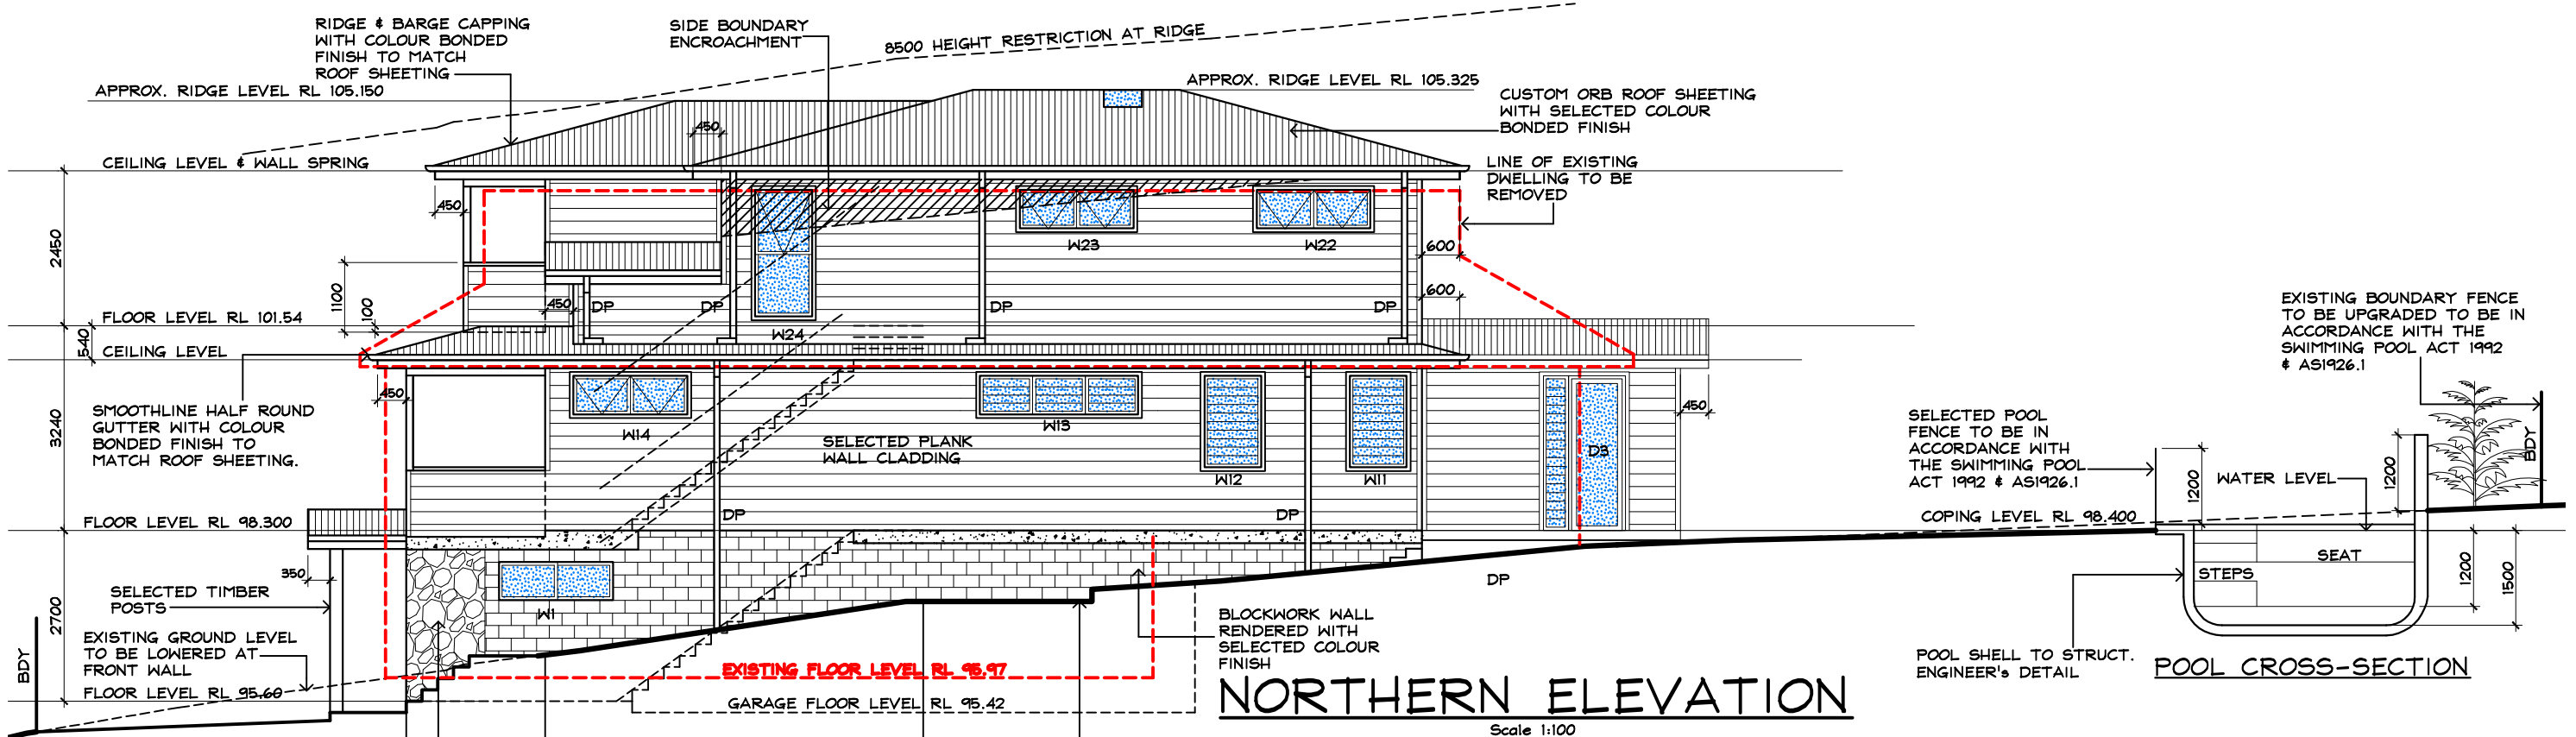 RIDGE & BARGE CAPPING
WITH COLOUR BONDED
FINISH TO MATCH
ROOF SHEETING
SIDE BOUNDARY
ENCROACHMENT
8500 HEIGHT RESTRICTION AT RIDGE
APPROX. RIDGE LEVEL RL 105.150
APPROX. RIDGE LEVEL RL 105.325
CUSTOM ORB ROOF SHEETING
WITH SELECTED COLOUR
BONDED FINISH
450
CEILING LEVEL & WALL SPRING
LINE OF EXISTING
DWELLING TO BE
REMOVED
450
2450
W23
W22
600
600
1100
100
450
DP
DP
DP
DP
FLOOR LEVEL RL 101.54
W24
540
CEILING LEVEL
EXISTING BOUNDARY FENCE
TO BE UPGRADED TO BE IN
ACCORDANCE WITH THE
SWIMMING POOL ACT 1992
& AS1926.1
450
450
SMOOTHLINE HALF ROUND
GUTTER WITH COLOUR
BONDED FINISH TO
MATCH ROOF SHEETING.
3240
W14
W13
SELECTED PLANK
WALL CLADDING
W12
W11
D3
SELECTED POOL
FENCE TO BE IN
ACCORDANCE WITH
THE SWIMMING POOL
ACT 1992 & AS1926.1
1200
WATER LEVEL
1200
BDY
FLOOR LEVEL RL 98.300
DP
DP
COPING LEVEL RL 98.400
350
SELECTED TIMBER
POSTS
W1
DP
SEAT
STEPS
1200
1500
2700
EXISTING GROUND LEVEL
TO BE LOWERED AT
FRONT WALL
BLOCKWORK WALL
RENDERED WITH
SELECTED COLOUR
FINISH
BDY
EXISTING FLOOR LEVEL RL 95.97
FLOOR LEVEL RL 95.60
GARAGE FLOOR LEVEL RL 95.42
POOL SHELL TO STRUCT.
ENGINEER's DETAIL
POOL CROSS-SECTION
NORTHERN ELEVATION
Scale 1:100